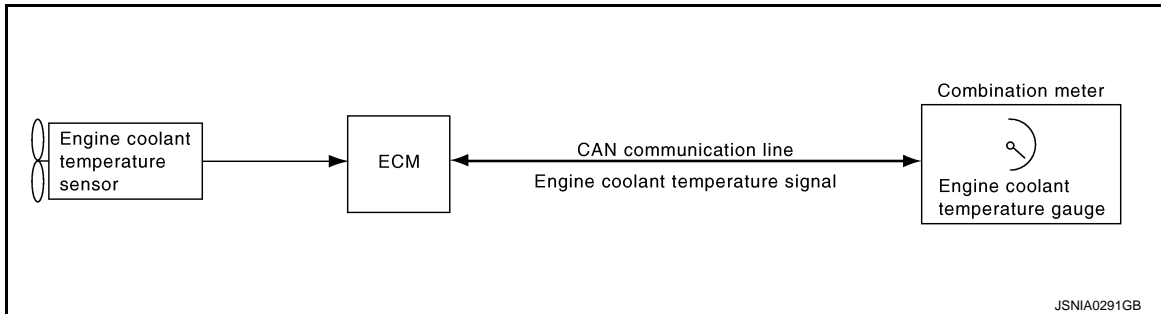 Combination meter
Engine coolant
temperature
sensor
ECM
CAN communication line
Engine coolant temperature signal
Engine coolant
temperature gauge
JSNIA0291GB